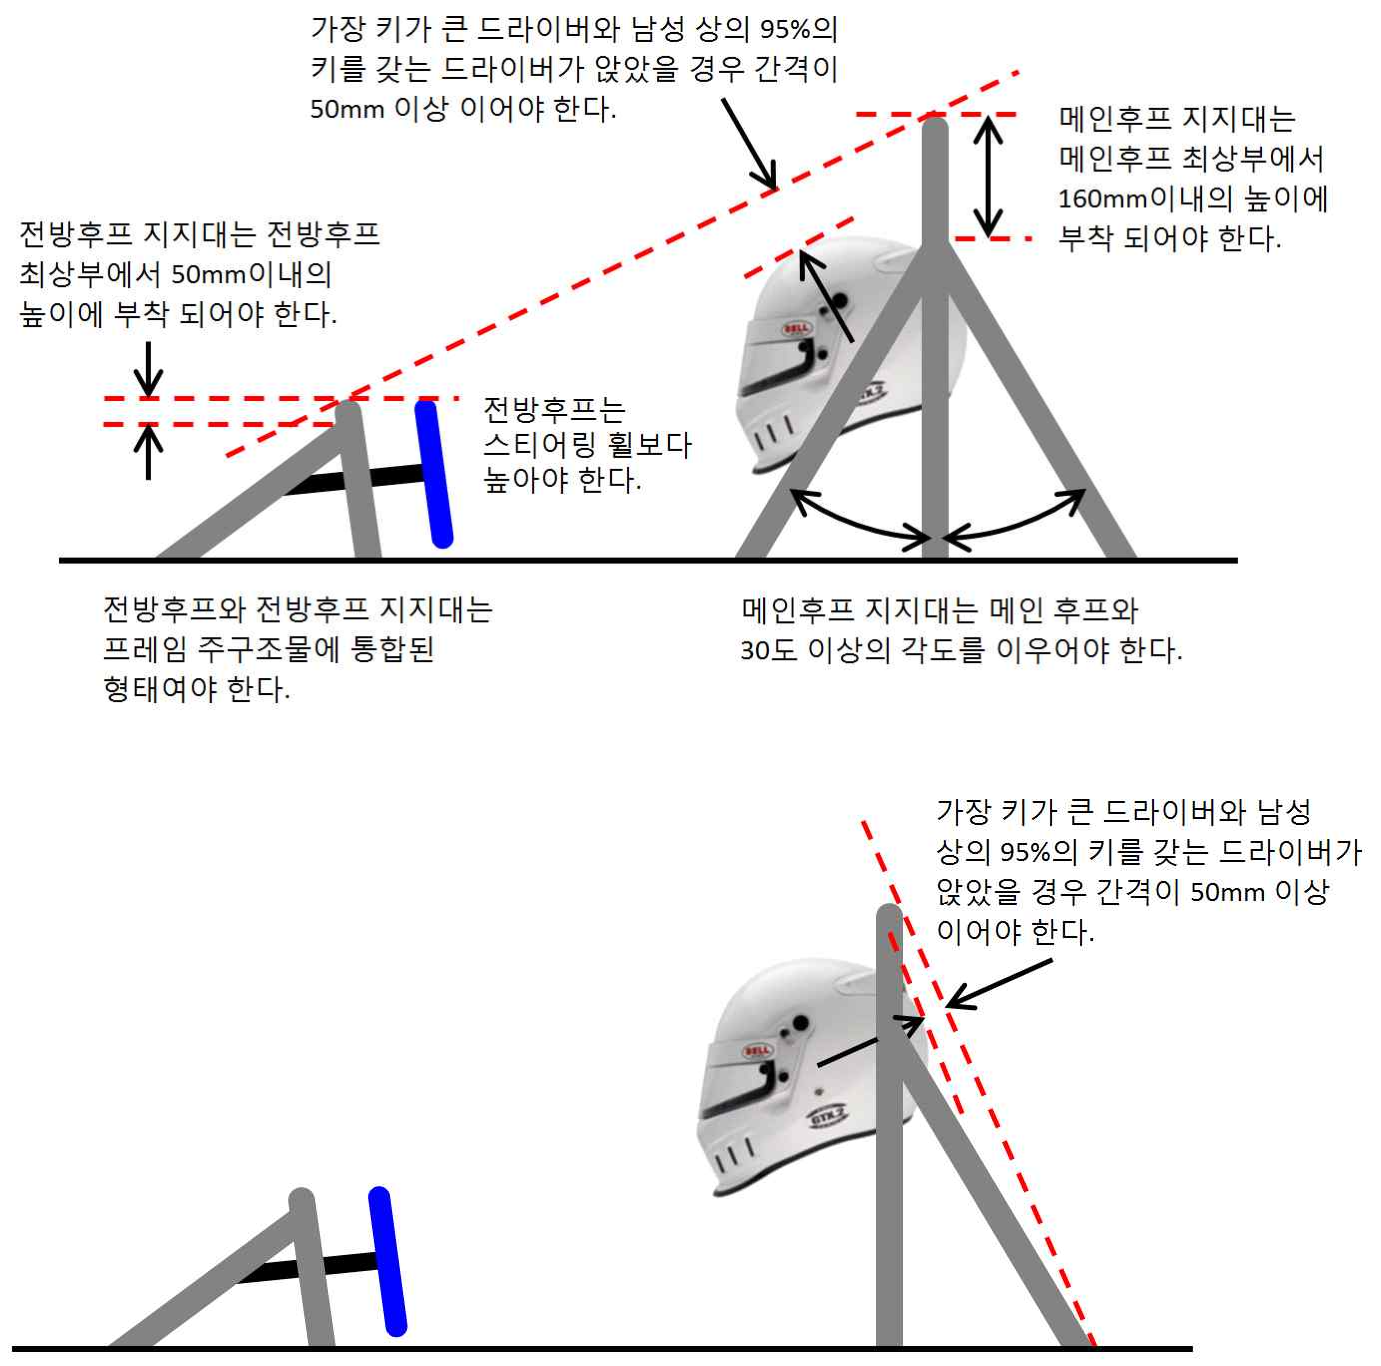 가장 키가 큰 드라이버와 남성 상의 95%의
키를 갖는 드라이버가 앉았을 경우 간격이
50mm 이상 이어야 한다.
메인후프 지지대는
메인후프 최상부에서
160mm이내의 높이에
부착 되어야 한다.
전방후프 지지대는 전방후프
최상부에서 50mm이내의
높이에 부착 되어야 한다.
BELL
GTX.2
전방후프는
스티어링 휠보다
높아야 한다.
전방후프와 전방후프 지지대는
프레임 주구조물에 통합된
형태여야 한다.
메인후프 지지대는 메인 후프와
30도 이상의 각도를 이우어야 한다.
가장 키가 큰 드라이버와 남성
상의 95%의 키를 갖는 드라이버가
앉았을 경우 간격이 50mm 이상
이어야 한다.
BELL
GTX.2